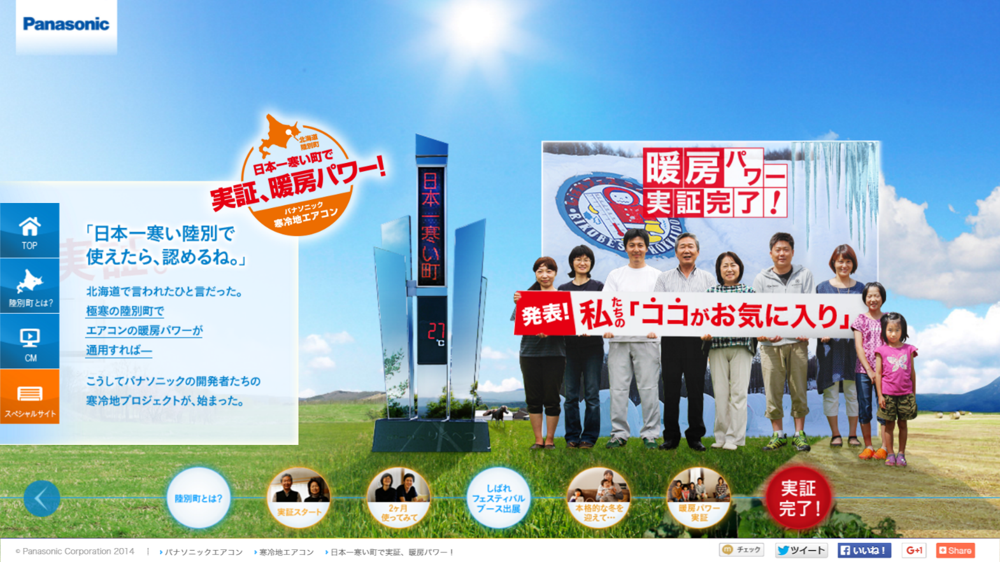 Panasonic
北海道
陸別町
日本一寒い町で
実証、暖房パワー!
パナソニック
寒冷地エアコン
TOP
陸別町とは?
CM
スペシャルサイト
実証。
「日本一寒い陸別で
使えたら、認めるね。」
北海道で言われたひと言だった。
極寒の陸別町で
エアコンの暖房パワーが
通用すれば—
こうしてパナソニックの開発者たちの
寒冷地プロジェクトが、始まった。
日本一寒い町
27
℃
りくべつ
暖房パワー
実証完了!
発表! 私たちの「ココがお気に入り」
陸別町とは?
実証スタート
2ヶ月
使ってみて
しばれ
フェスティバル
ブース出展
本格的な冬を
迎えて…
暖房パワー
実証
実証
完了!
© Panasonic Corporation 2014
パナソニックエアコン
寒冷地エアコン
日本一寒い町で実証、暖房パワー!
m チェック
ツイート
いいね!
G+1
Share